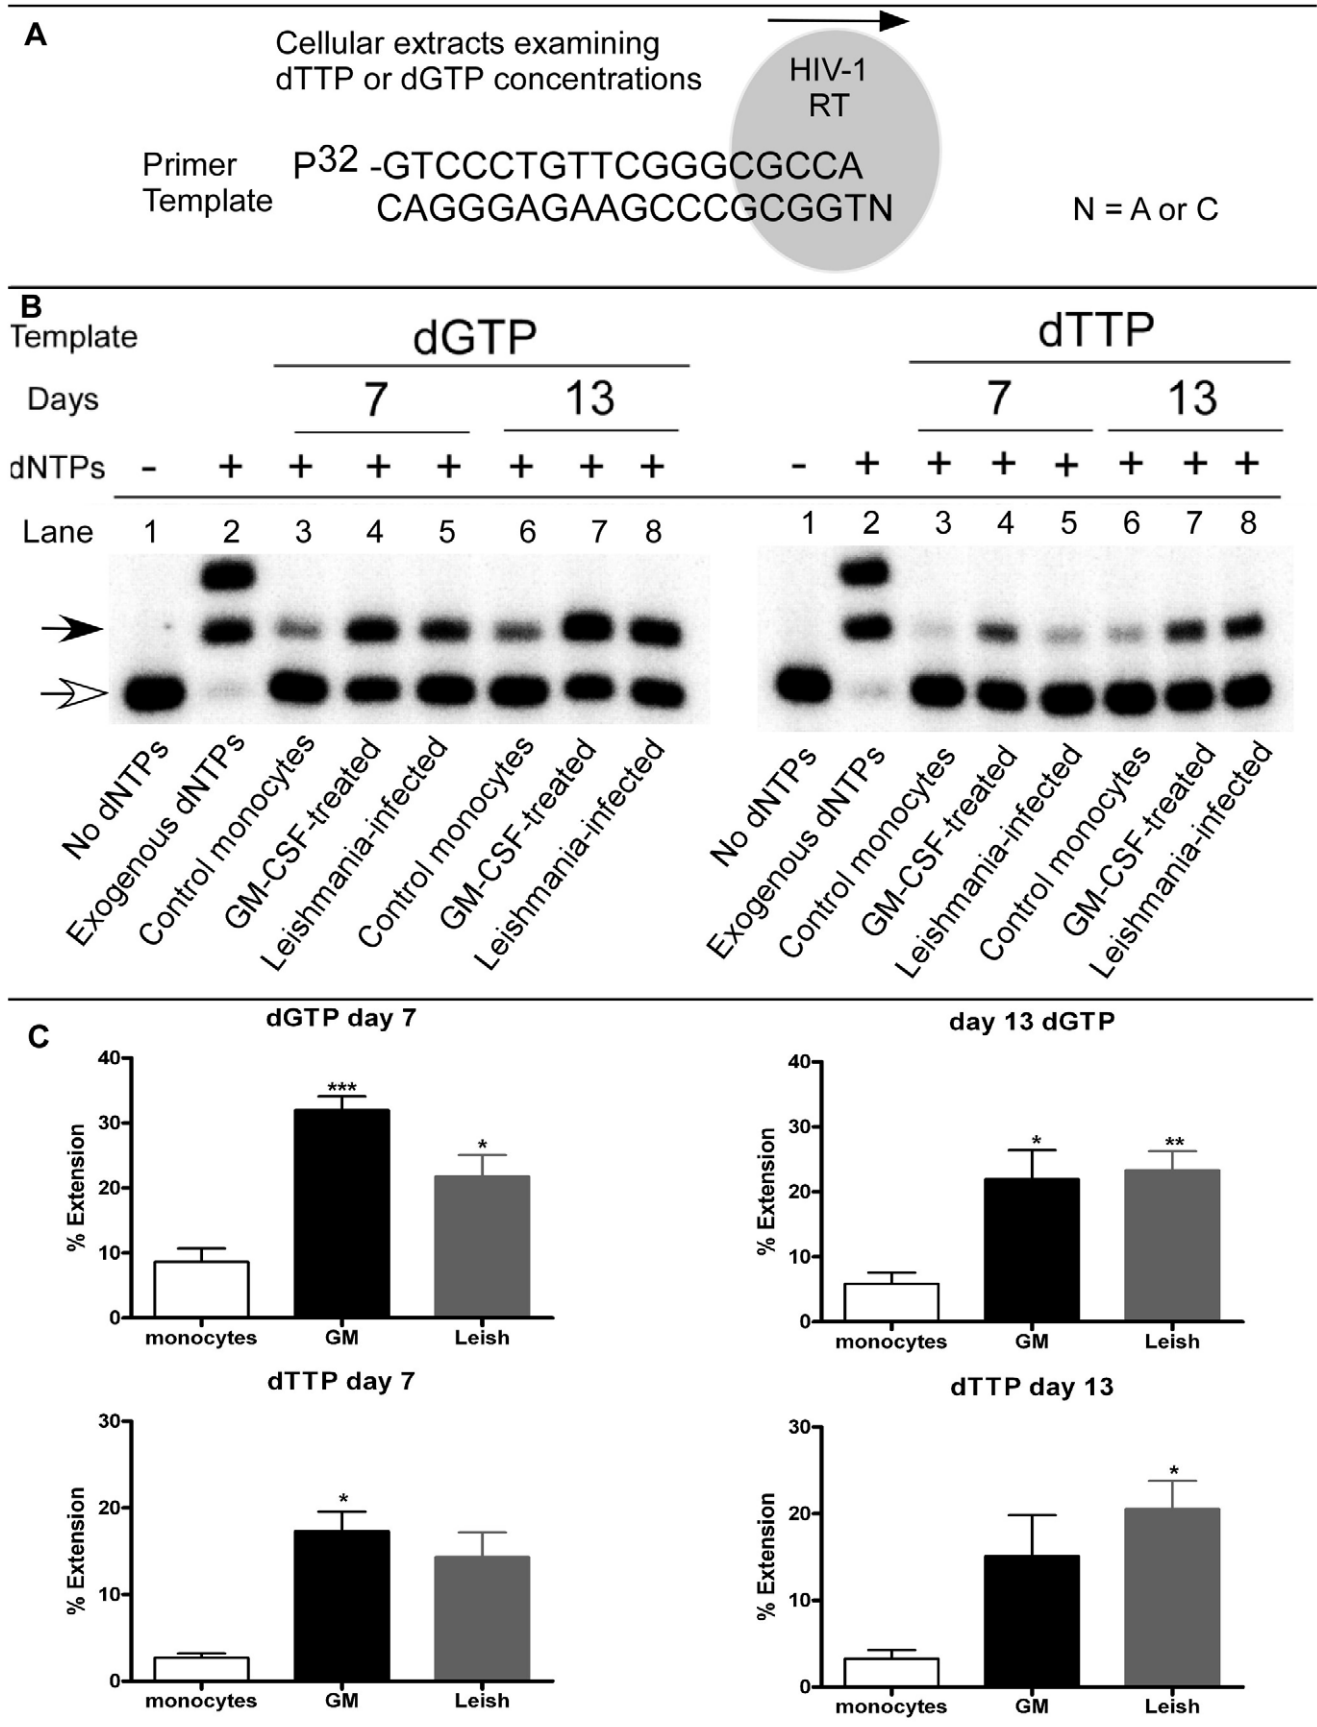 A
Cellular extracts examining
dTTP or dGTP concentrations
HIV-1
RT
Primer
P32 -GTCCCTGTTCGGGCGCCA
Template
CAGGGAGAAGCCCGCGGTN
N = A or C
B
Template
dGTP
dTTP
Days
7
13
7
13
dNTPs
- + + + + + + +
- + + + + + + +
Lane
1 2 3 4 5 6 7 8
1 2 3 4 5 6 7 8
No dNTPs
Exogenous dNTPs
Control monocytes
GM-CSF-treated
Leishmania-infected
Control monocytes
GM-CSF-treated
Leishmania-infected
No dNTPs
Exogenous dNTPs
Control monocytes
GM-CSF-treated
Leishmania-infected
Control monocytes
GM-CSF-treated
Leishmania-infected
C
dGTP day 7
% Extension
40
30
20
10
0
***
*
monocytes GM Leish
day 13 dGTP
% Extension
40
30
20
10
0
*
**
monocytes GM Leish
dTTP day 7
% Extension
30
20
10
0
*
monocytes GM Leish
dTTP day 13
% Extension
30
20
10
0
*
monocytes GM Leish